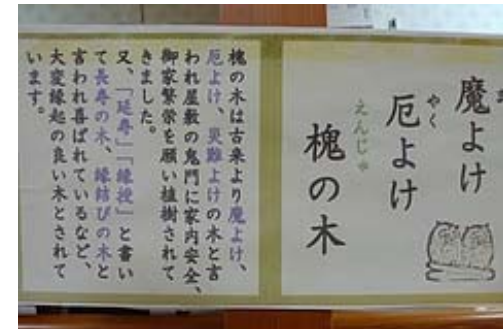 魔よけ
厄よけ
やく
槐の木
えんじゅ
槐の木は古来より魔よけ、
厄よけ、災難よけの木と言
われ屋敷の鬼門に家内安全、
御家繁栄を願い植樹されて
きました。
又、「延寿」「縁授」と書い
て長寿の木、縁結びの木と
言われ喜ばれているなど、
大変縁起の良い木とされて
います。